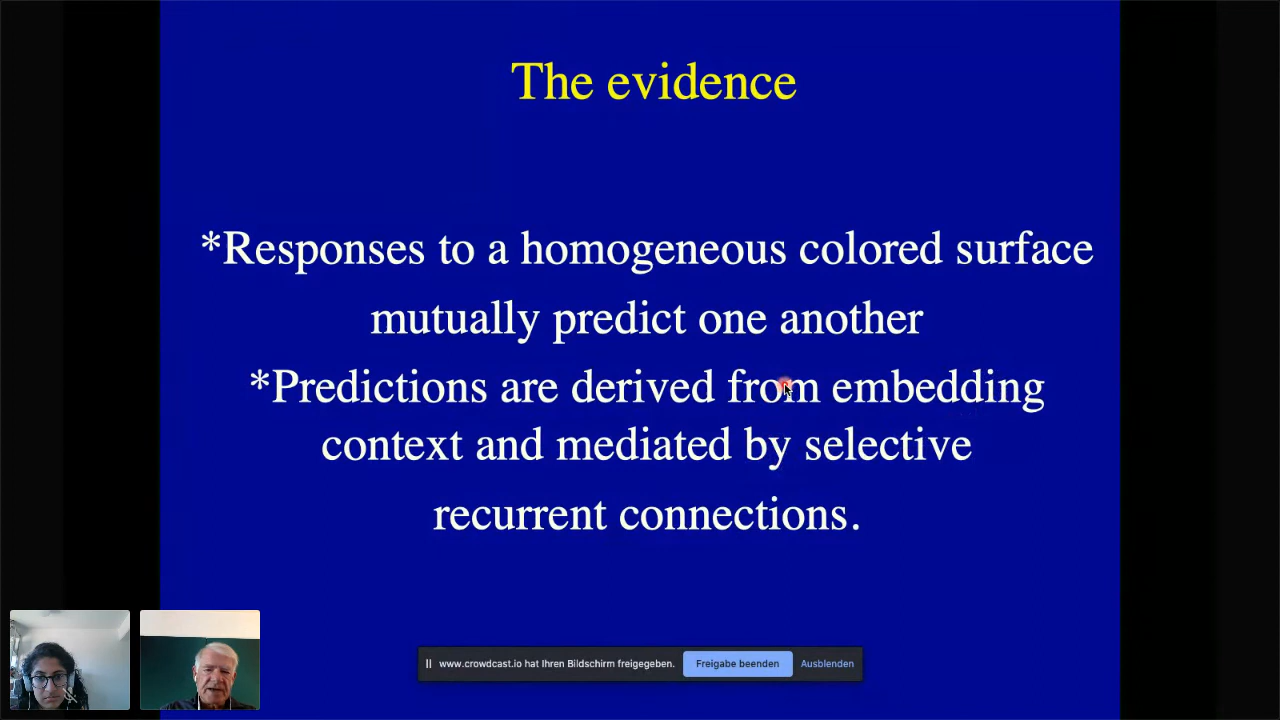 The evidence
*Responses to a homogeneous colored surface
mutually predict one another
*Predictions are derived from embedding
context and mediated by selective
recurrent connections.
www.crowdcast.io hat Ihren Bildschirm freigegeben. Freigabe beenden Ausblenden